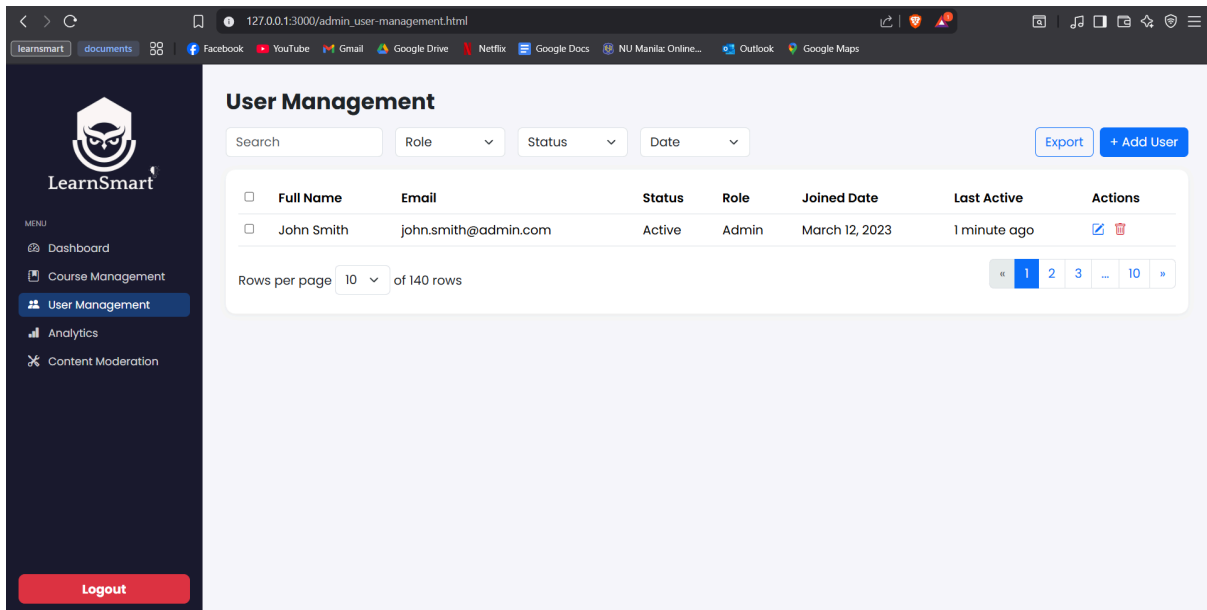 127.0.0.1:3000/admin_user-management.html
learnsmart documents Facebook YouTube Gmail Google Drive Netflix Google Docs NU Manila: Online... Outlook Google Maps
LearnSmart
MENU
Dashboard
Course Management
User Management
Analytics
Content Moderation
Logout
User Management
Search Role Status Date Export + Add User
Full Name Email Status Role Joined Date Last Active Actions
John Smith john.smith@admin.com Active Admin March 12, 2023 1 minute ago
Rows per page 10 of 140 rows « 1 2 3 ... 10 »